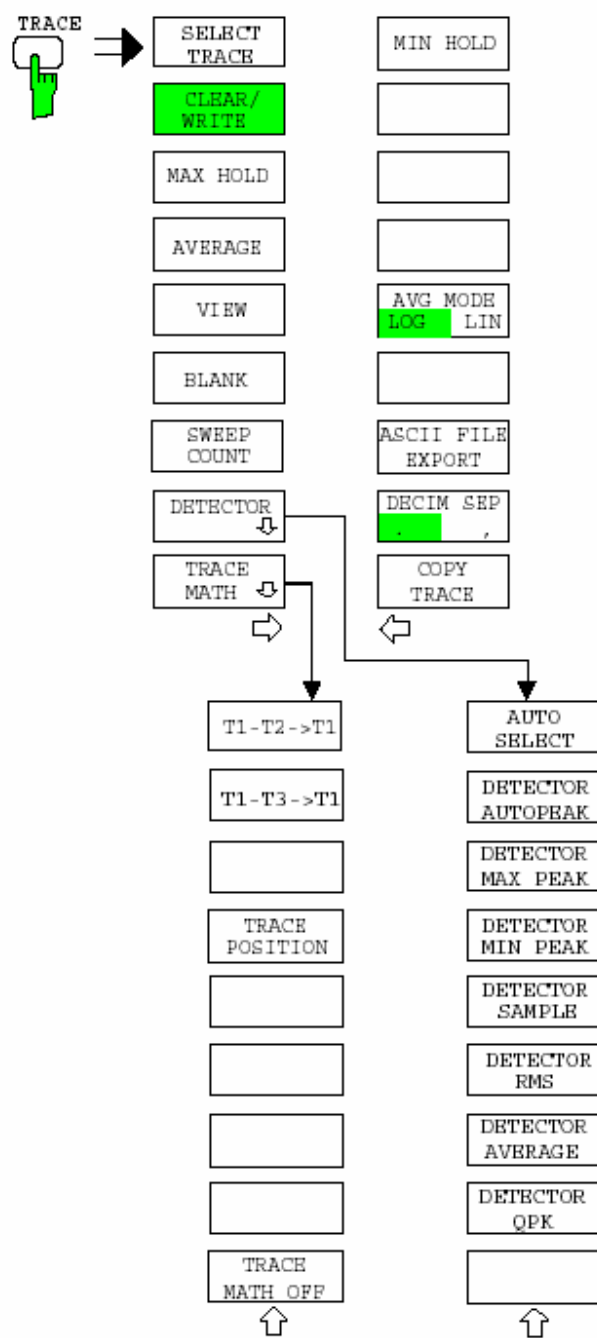 TRACE
SELECT
TRACE
CLEAR/
WRITE
MAX HOLD
AVERAGE
VIEW
BLANK
SWEEP
COUNT
DETECTOR
TRACE
MATH
MIN HOLD
AVG MODE
LOG LIN
ASCII FILE
EXPORT
DECIM SEP
. ,
COPY
TRACE
T1-T2->T1
T1-T3->T1
TRACE
POSITION
TRACE
MATH OFF
AUTO
SELECT
DETECTOR
AUTOPEAK
DETECTOR
MAX PEAK
DETECTOR
MIN PEAK
DETECTOR
SAMPLE
DETECTOR
RMS
DETECTOR
AVERAGE
DETECTOR
QPK